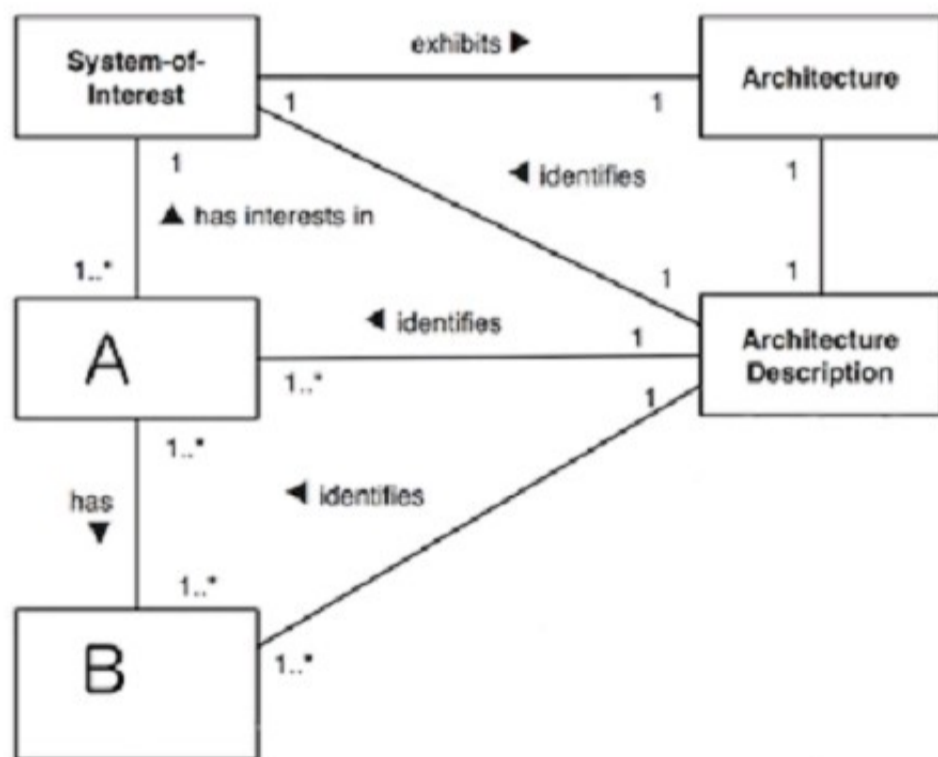 System-of-
Interest
exhibits ▶
Architecture
1
1
◀ identifies
1
1
▲ has interests in
1..*
1
1
A
◀ identifies
1
1..*
Architecture
Description
1
1..*
has
▼
◀ identifies
1..*
B
1..*